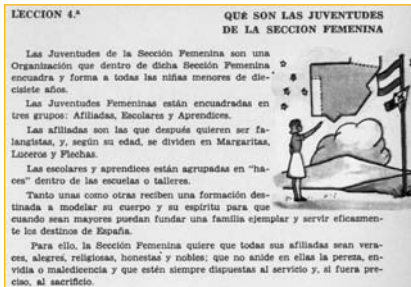 LECCION 4.ª
QUÉ SON LAS JUVENTUDES
DE LA SECCION FEMENINA
Las Juventudes de la Sección Femenina son una
Organización que dentro de dicha Sección Femenina
encuadra y forma a todas las niñas menores de die-
cisiete años.
Las Juventudes Femeninas están encuadradas en
tres grupos: Afiliadas, Escolares y Aprendices.
Las afiliadas son las que después quieren ser fa-
langistas, y, según su edad, se dividen en Margaritas,
Luceros y Flechas.
Las escolares y aprendices están agrupadas en "ha-
ces" dentro de las escuelas o talleres.
Tanto unas como otras reciben una formación des-
tinada a modelar su cuerpo y su espíritu para que
cuando sean mayores puedan fundar una familia ejemplar y servir eficazmen-
te los destinos de España.
Para ello, la Sección Femenina quiere que todas sus afiliadas sean vera-
ces, alegres, religiosas, honestas y nobles; que no anide en ellas la pereza, en-
vidia o maledicencia y que estén siempre dispuestas al servicio y, si fuera pre-
ciso, al sacrificio.